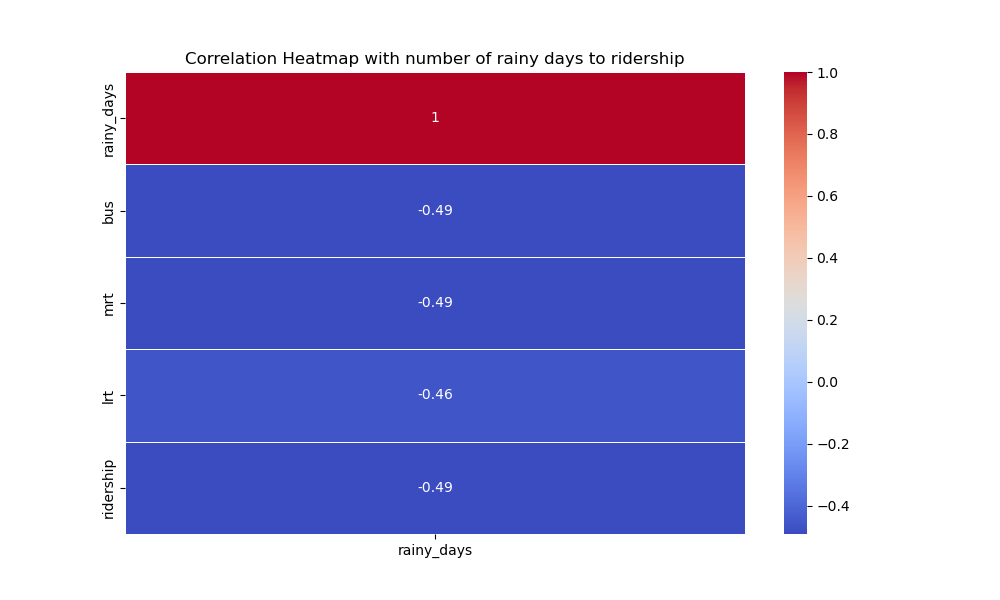 Correlation Heatmap with number of rainy days to ridership
rainy_days
1
bus
-0.49
mrt
-0.49
lrt
-0.46
ridership
-0.49
rainy_days
1.0
0.8
0.6
0.4
0.2
0.0
−0.2
−0.4